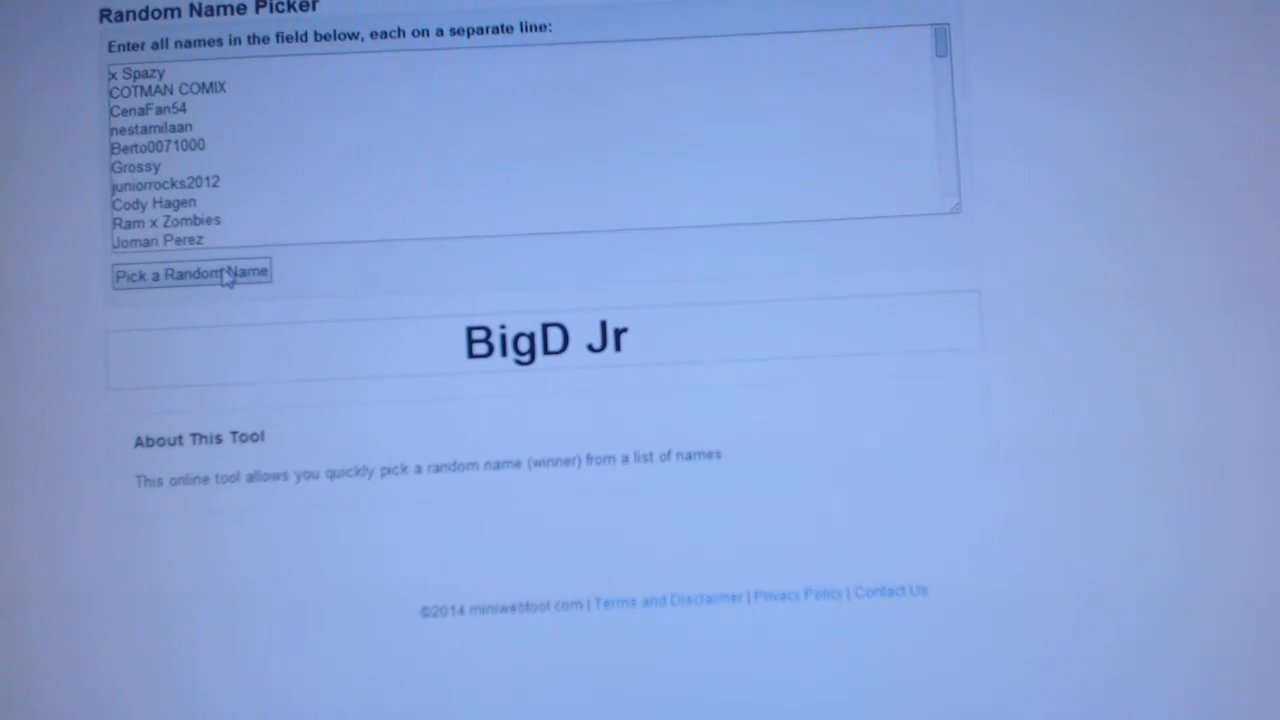 Random Name Picker
Enter all names in the field below, each on a separate line:
x Spazy
COTMAN COMIX
CenaFan54
nestamilaan
Berto0071000
Grossy
juniorrocks2012
Cody Hagen
Ram x Zombies
Joman Perez
Pick a Random Name
BigD Jr
About This Tool
This online tool allows you quickly pick a random name (winner) from a list of names
©2014 miniwebtool.com | Terms and Disclaimer | Privacy Policy | Contact Us